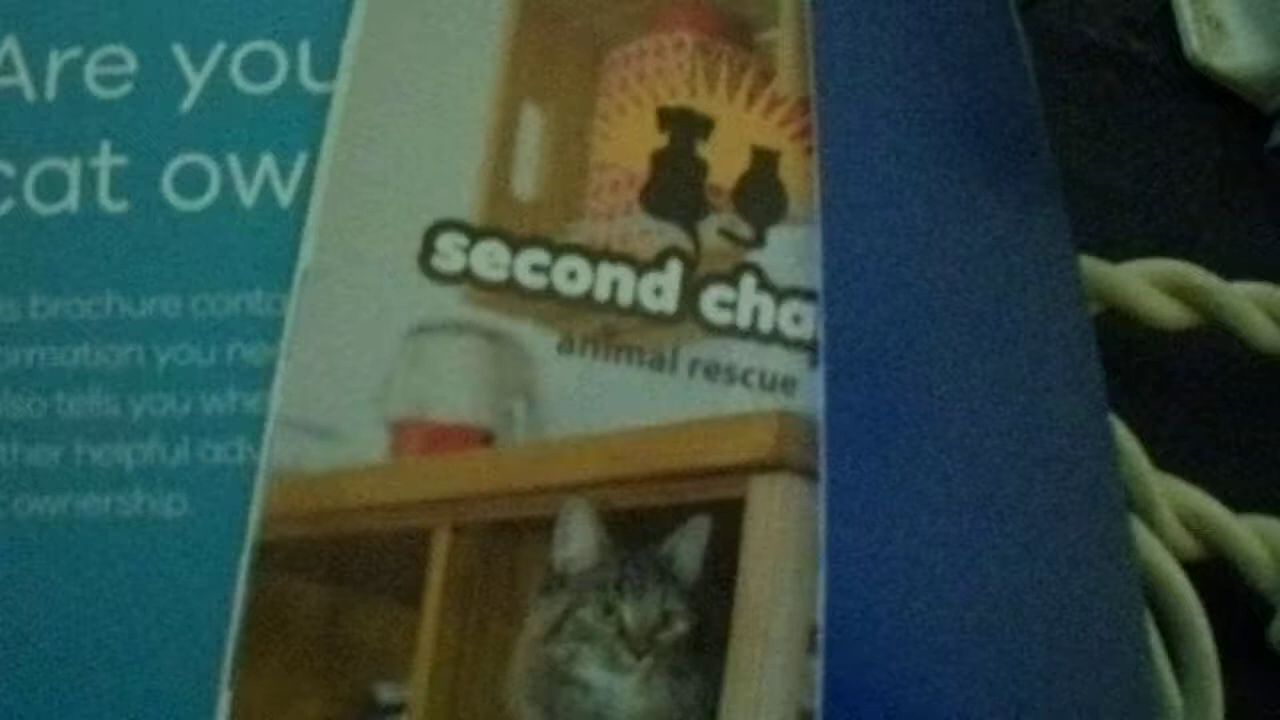 Are you
cat ow
s brochure conta
ormation you ne
lso tells you whe
ther helpful adv
ownership
second cha
animal rescue